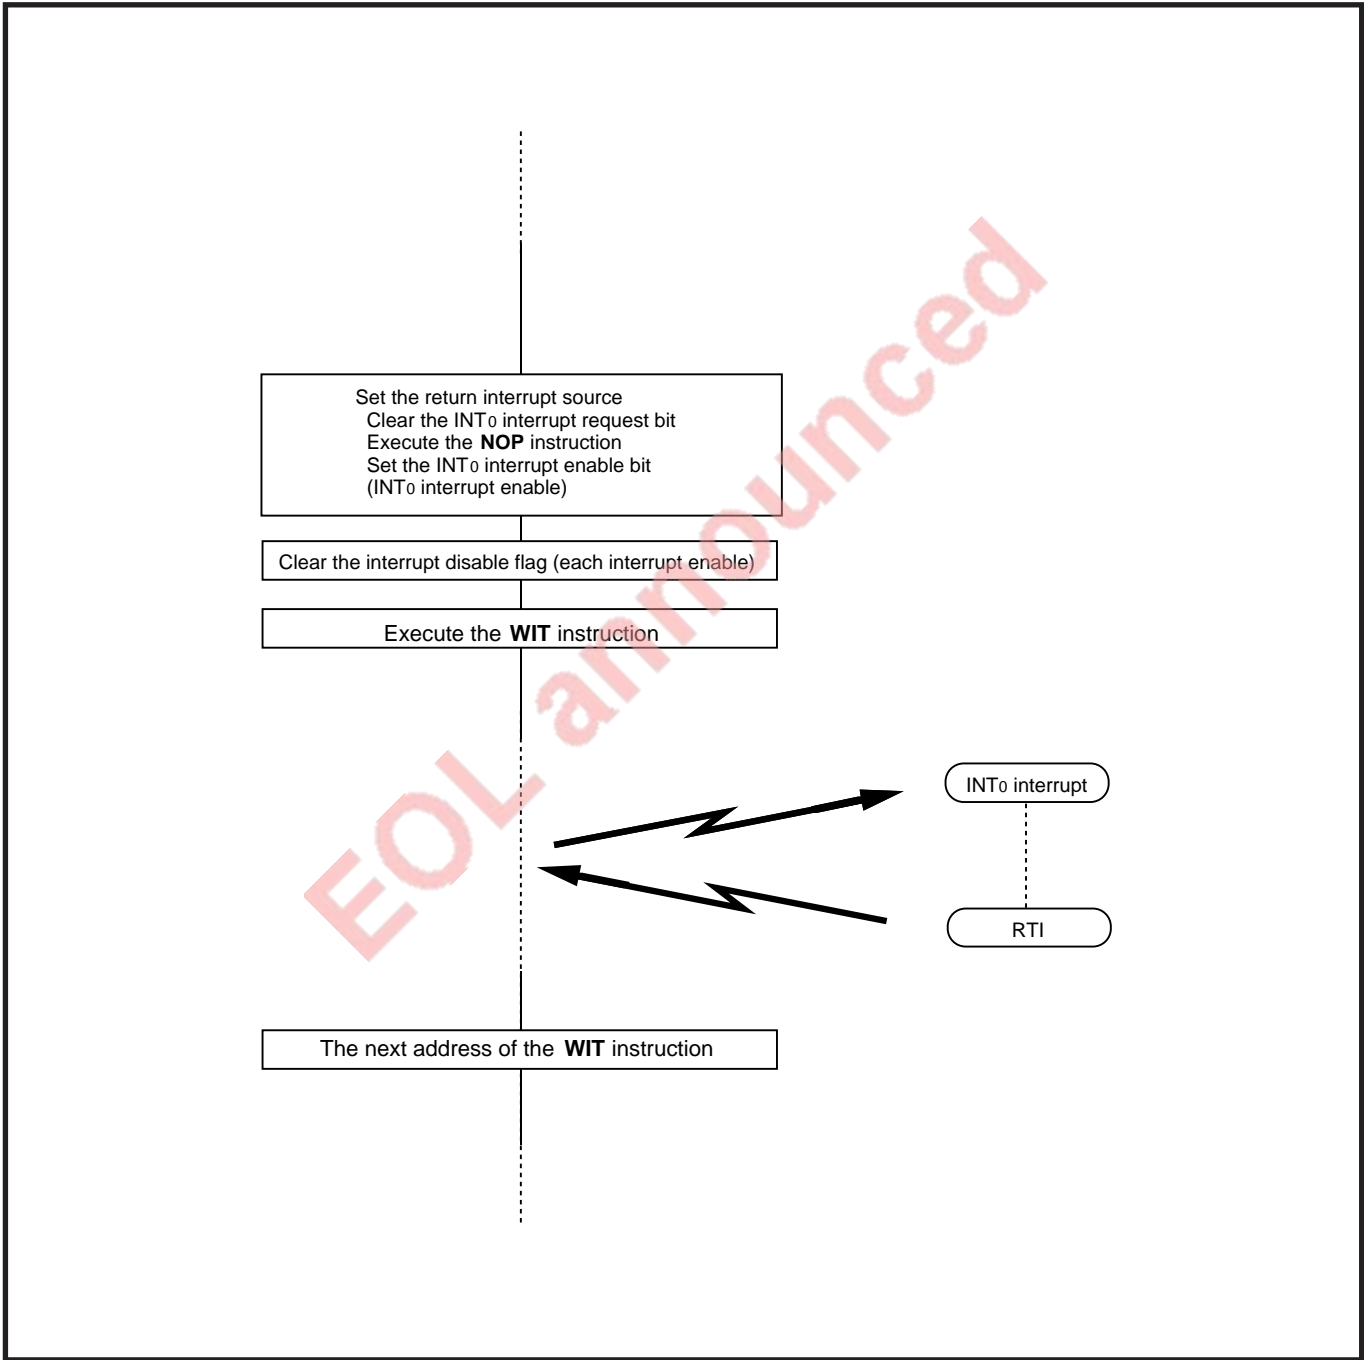 Set the return interrupt source
Clear the INT0 interrupt request bit
Execute the NOP instruction
Set the INT0 interrupt enable bit
(INT0 interrupt enable)
Clear the interrupt disable flag (each interrupt enable)
Execute the WIT instruction
EOL announced
INT0 interrupt
RTI
The next address of the WIT instruction